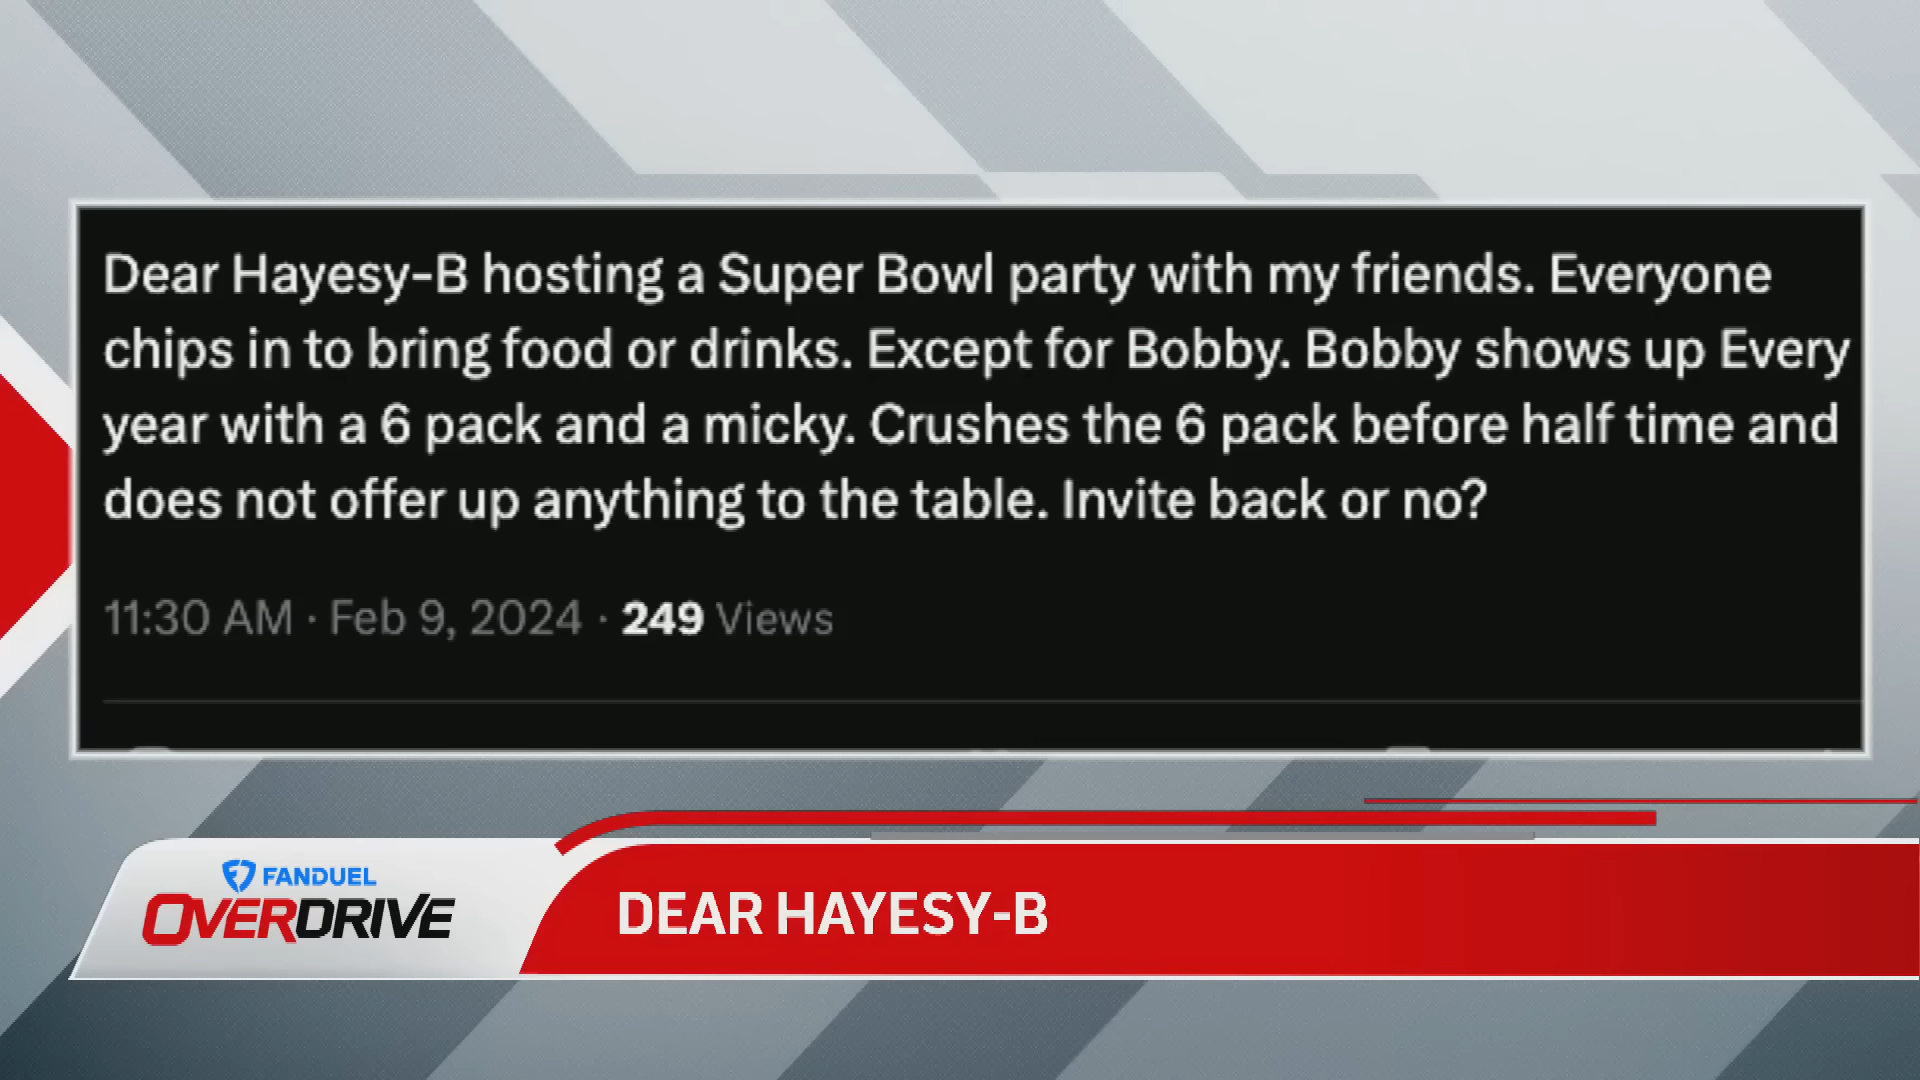 Dear Hayesy-B hosting a Super Bowl party with my friends. Everyone
chips in to bring food or drinks. Except for Bobby. Bobby shows up Every
year with a 6 pack and a micky. Crushes the 6 pack before half time and
does not offer up anything to the table. Invite back or no?
11:30 AM · Feb 9, 2024 · 249 Views
FANDUEL
OVERDRIVE
DEAR HAYESY-B